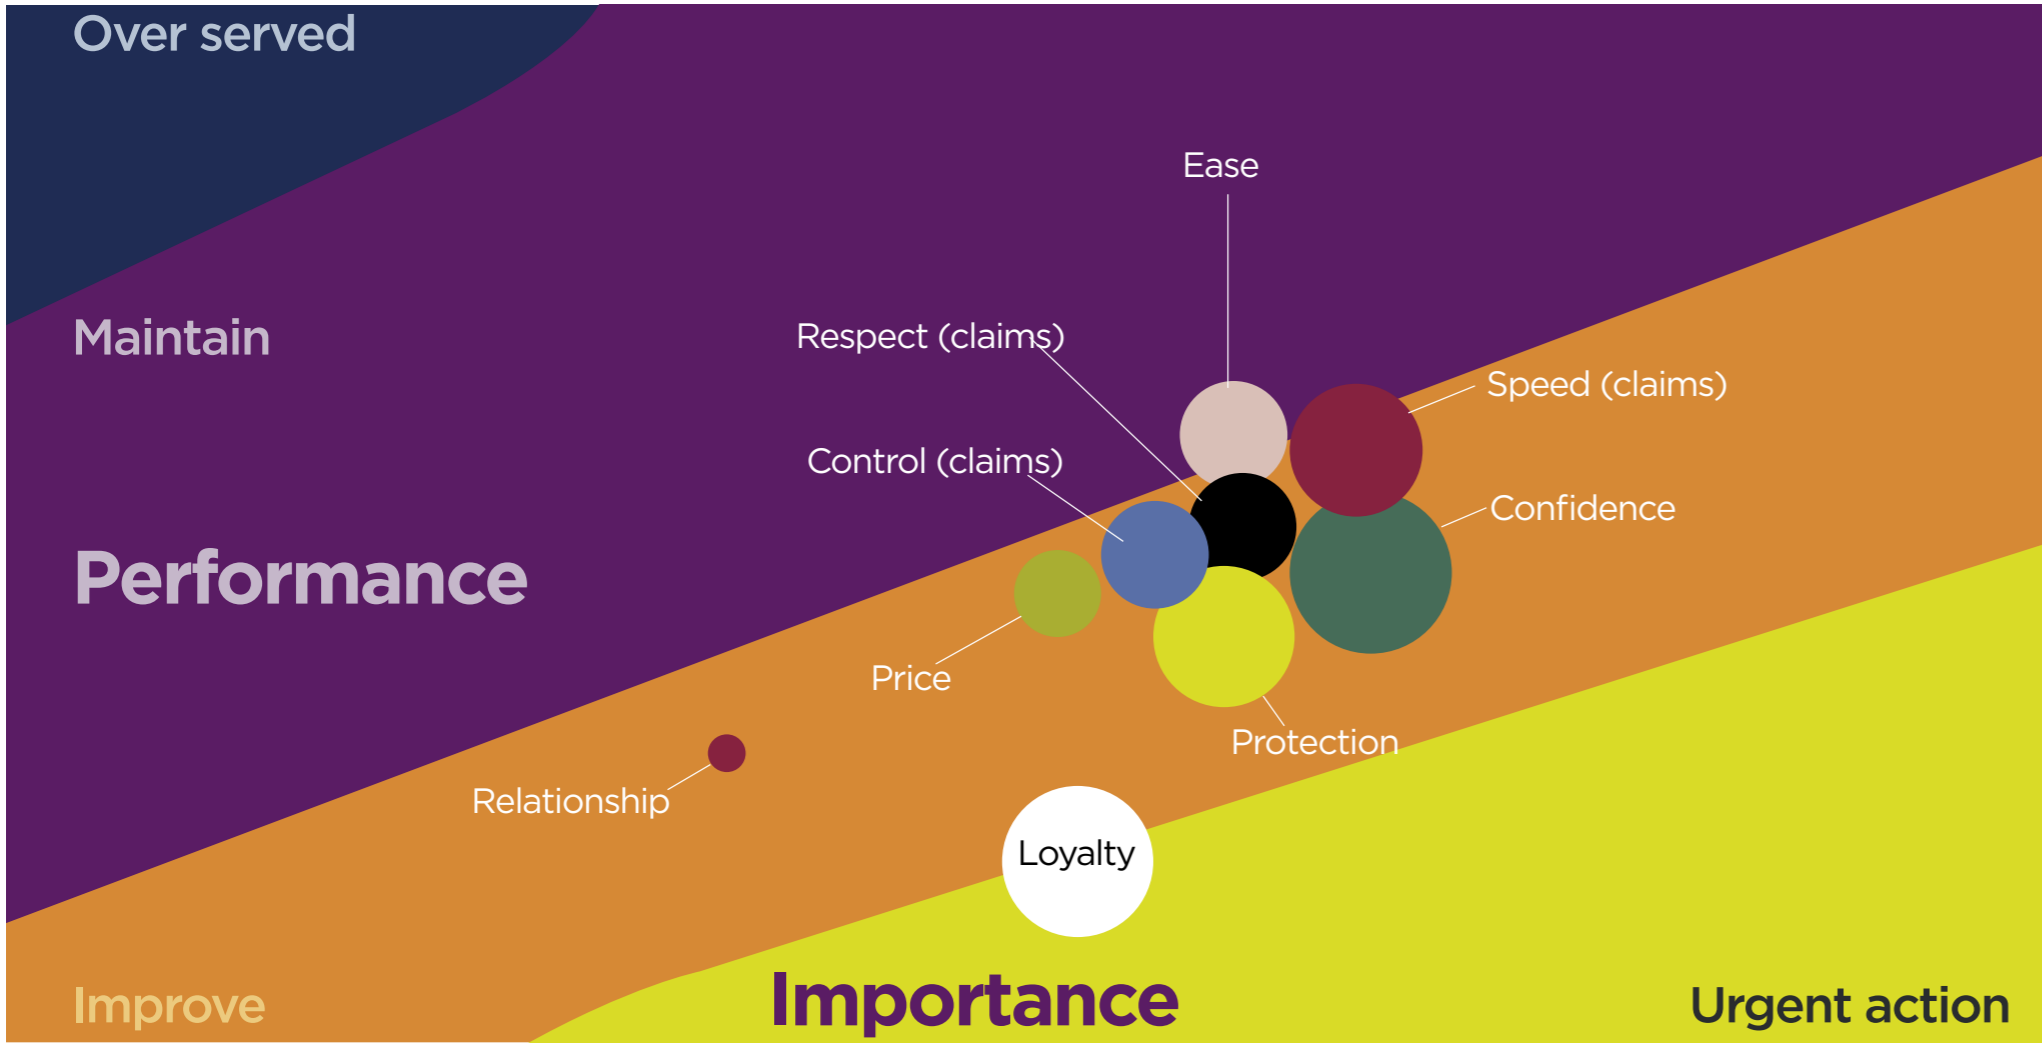 Over served
Ease
Maintain
Respect (claims)
Speed (claims)
Control (claims)
Confidence
Performance
Price
Protection
Relationship
Loyalty
Improve
Importance
Urgent action